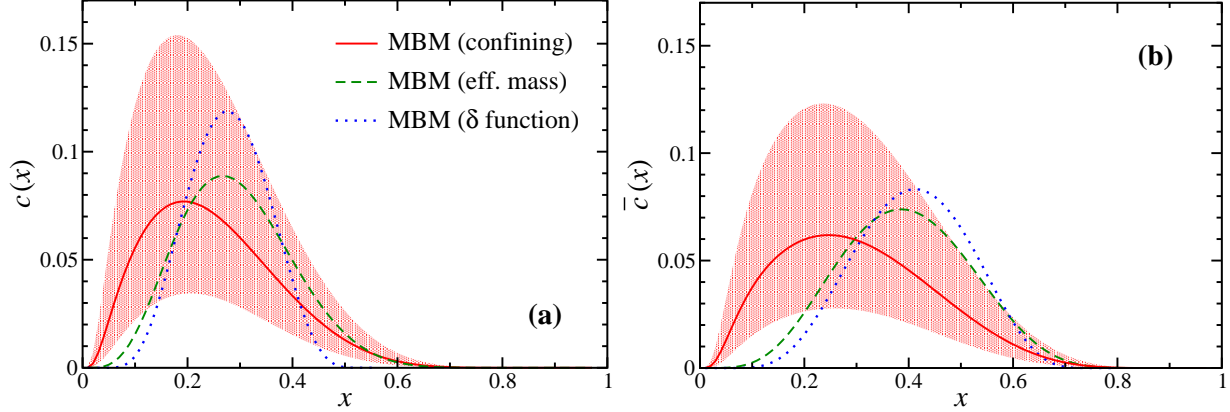 0.15
0.1
0.05
0
c(x)
MBM (confining)
MBM (eff. mass)
MBM (δ function)
(a)
0 0.2 0.4 0.6 0.8 1
x
0.15
0.1
0.05
0
c̄(x)
(b)
0 0.2 0.4 0.6 0.8 1
x